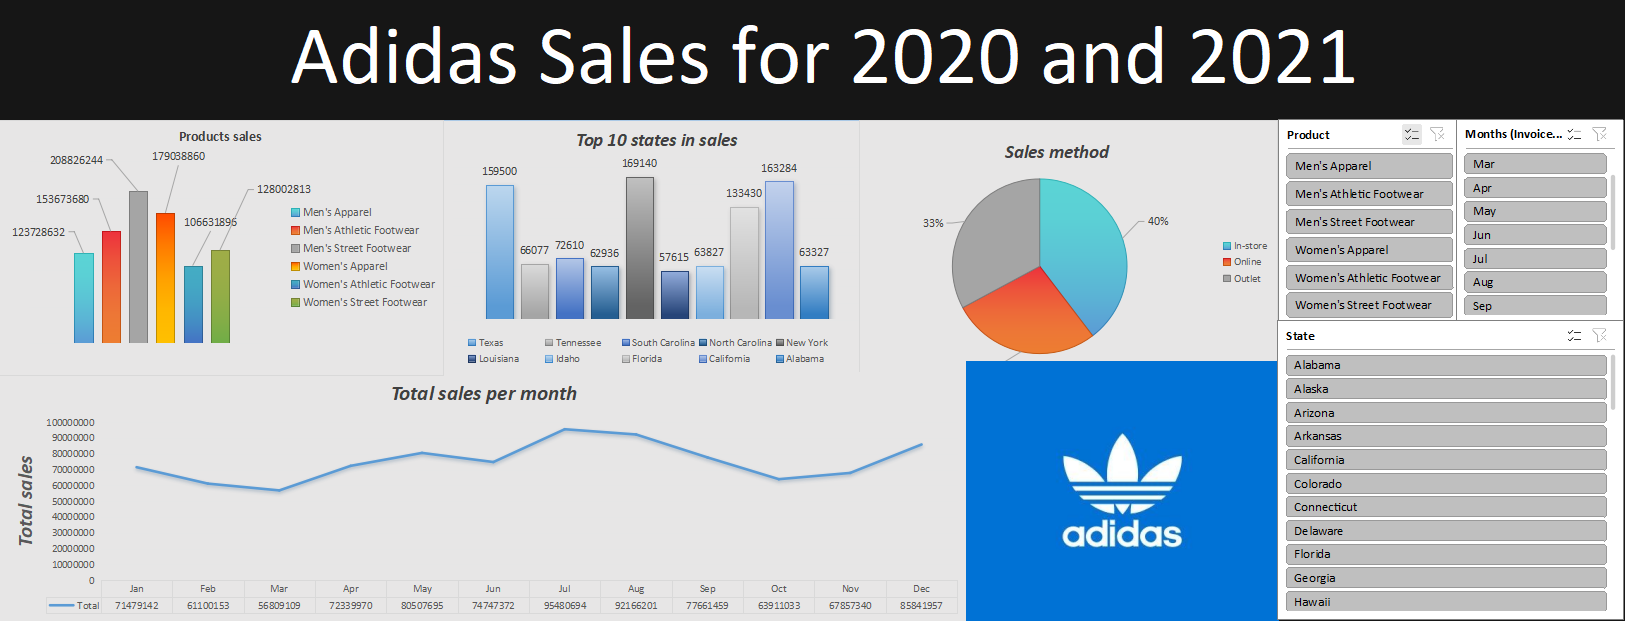 Adidas Sales for 2020 and 2021
Products sales
208826244
179038860
153673680
128002813
123728632
106631896
Men's Apparel
Men's Athletic Footwear
Men's Street Footwear
Women's Apparel
Women's Athletic Footwear
Women's Street Footwear
Top 10 states in sales
159500
66077
72610
62936
169140
57615
63827
133430
163284
63327
Texas Tennessee South Carolina North Carolina New York
Louisiana Idaho Florida California Alabama
Sales method
33%
40%
In-store
Online
Outlet
Product
Men's Apparel
Men's Athletic Footwear
Men's Street Footwear
Women's Apparel
Women's Athletic Footwear
Women's Street Footwear
Months (Invoice...
Mar
Apr
May
Jun
Jul
Aug
Sep
State
Alabama
Alaska
Arizona
Arkansas
California
Colorado
Connecticut
Delaware
Florida
Georgia
Hawaii
Total sales per month
Total sales
100000000
90000000
80000000
70000000
60000000
50000000
40000000
30000000
20000000
10000000
0
Jan Feb Mar Apr May Jun Jul Aug Sep Oct Nov Dec
Total 71479142 61100153 56809109 72339970 80507695 74747372 95480694 92166201 77661459 63911033 67857340 85841957
adidas